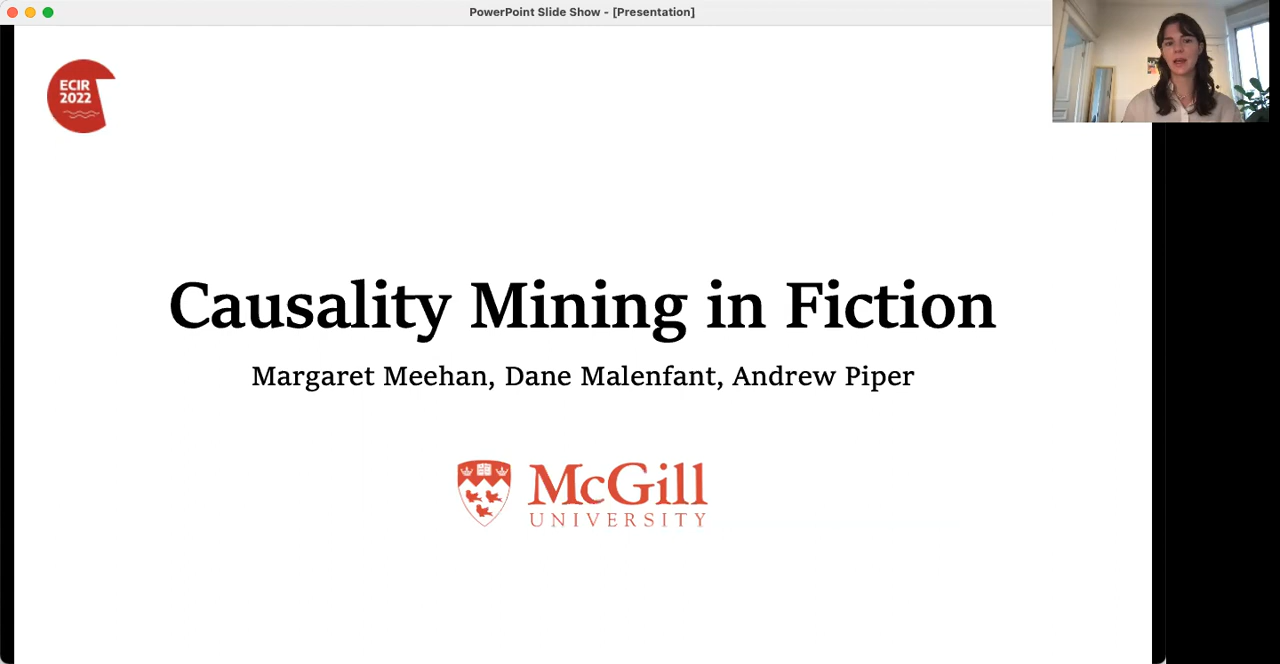 PowerPoint Slide Show - [Presentation]
ECIR
2022
Causality Mining in Fiction
Margaret Meehan, Dane Malenfant, Andrew Piper
McGill
UNIVERSITY